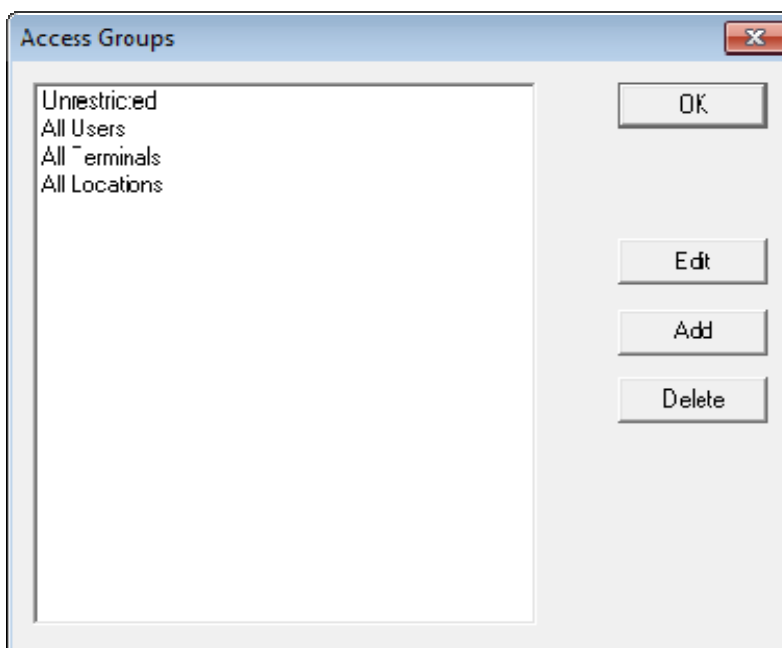 Access Groups
Unrestricted
All Users
All Terminals
All Locations
OK
Edit
Add
Delete